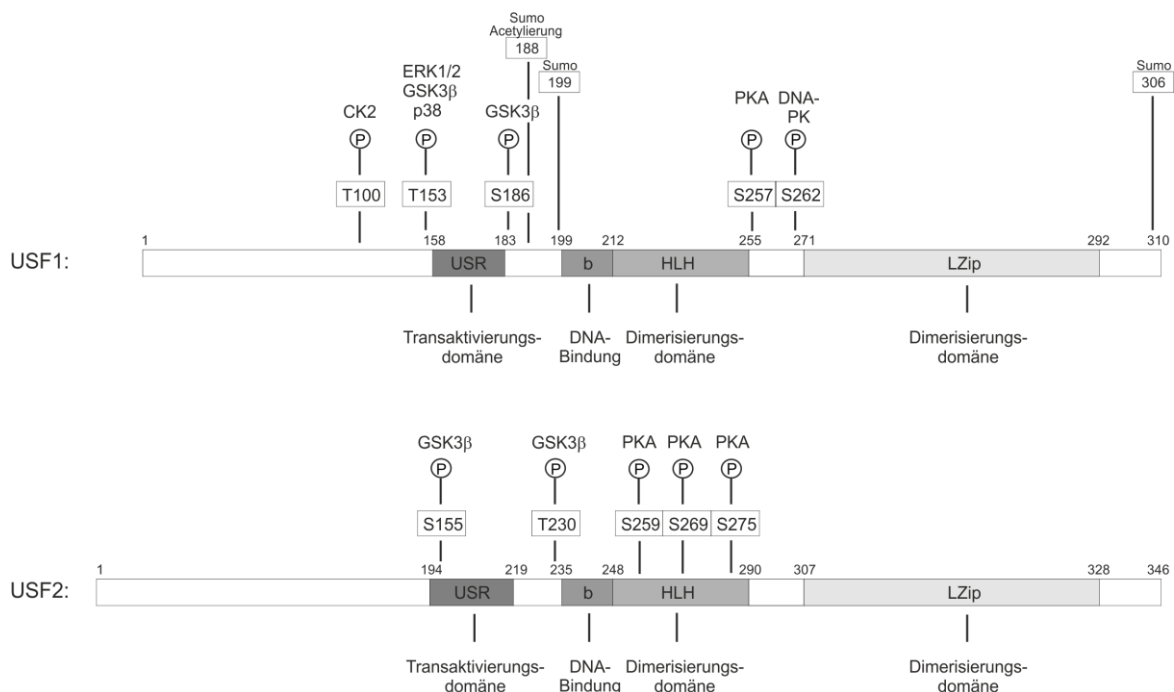 Sumo
Acetylierung
188
Sumo
199
Sumo
306
ERK1/2
GSK3β
p38
CK2
GSK3β
PKA
DNA-
PK
P P P P P
T100 T153 S186 S257 S262
1 158 183 199 212 255 271 292 310
USF1: USR b HLH LZip
Transaktivierungs-
domäne
DNA-
Bindung
Dimerisierungs-
domäne
Dimerisierungs-
domäne
GSK3β GSK3β PKA PKA PKA
P P P P P
S155 T230 S259 S269 S275
1 194 219 235 248 290 307 328 346
USF2: USR b HLH LZip
Transaktivierungs-
domäne
DNA-
Bindung
Dimerisierungs-
domäne
Dimerisierungs-
domäne